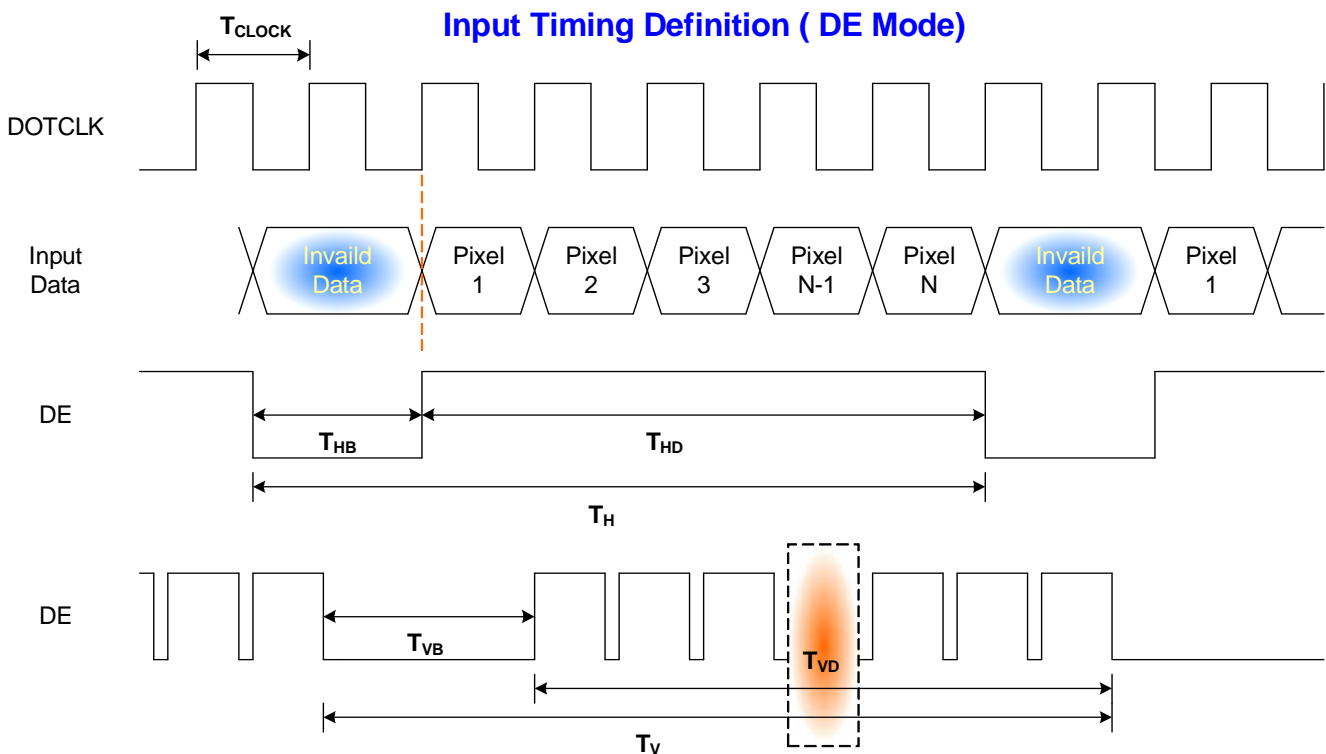 Input Timing Definition ( DE Mode)
TCLOCK
DOTCLK
Input
Data
Invaild
Data
Pixel
1
Pixel
2
Pixel
3
Pixel
N-1
Pixel
N
Invaild
Data
Pixel
1
DE
THB
THD
TH
DE
TVB
TVD
TV